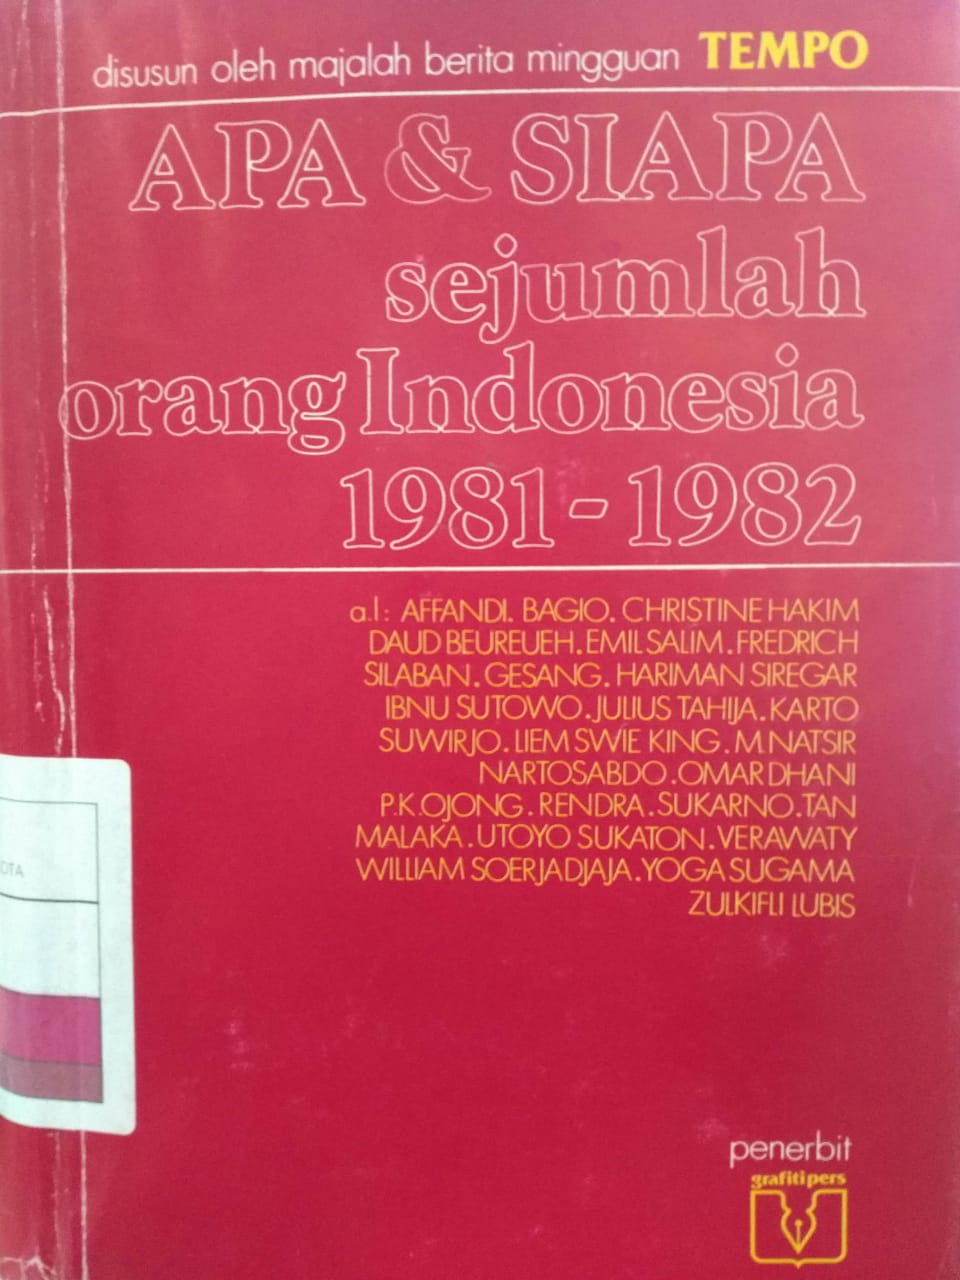 disusun oleh majalah berita mingguan TEMPO
APA & SIAPA
sejumlah
orang Indonesia
1981-1982
a.l: AFFANDI. BAGIO. CHRISTINE HAKIM
DAUD BEUREUEH. EMIL SALIM. FREDRICH
SILABAN. GESANG. HARIMAN SIREGAR
IBNU SUTOWO. JULIUS TAHIJA. KARTO
SUWIRJO. LIEM SWIE KING. M. NATSIR
NARTOSABDO. OMAR DHANI
P.K. OJONG. RENDRA. SUKARNO. TAN
MALAKA. UTOYO SUKATON. VERAWATY
WILLIAM SOERJADJAJA. YOGA SUGAMA
ZULKIFLI LUBIS
OTA
penerbit
grafitipers